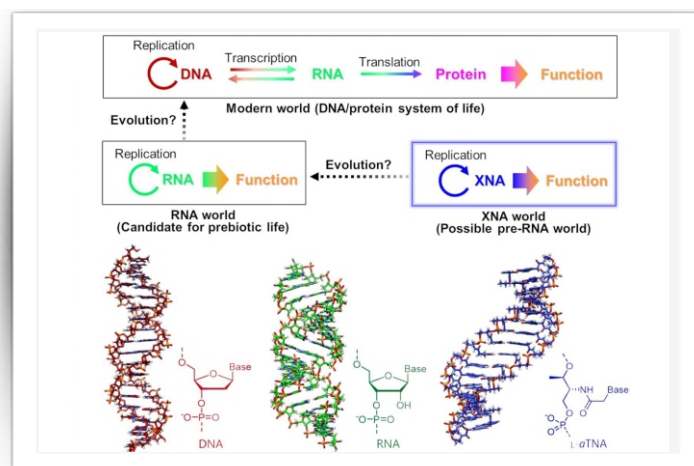 Replication
DNA
Transcription
RNA
Translation
Protein
Function
Modern world (DNA/protein system of life)
Evolution?
Replication
RNA
Function
RNA world
(Candidate for prebiotic life)
Evolution?
Replication
XNA
Function
XNA world
(Possible pre-RNA world)
O
O
Base
O
⁻O-P=O
DNA
O
O
Base
O OH
⁻O-P=O
RNA
O
NH
Base
O
O
⁻O-P=O
L-aTNA